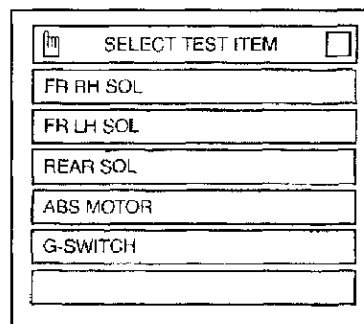 SELECT TEST ITEM
FR RH SOL
FR LH SOL
REAR SOL
ABS MOTOR
G-SWITCH